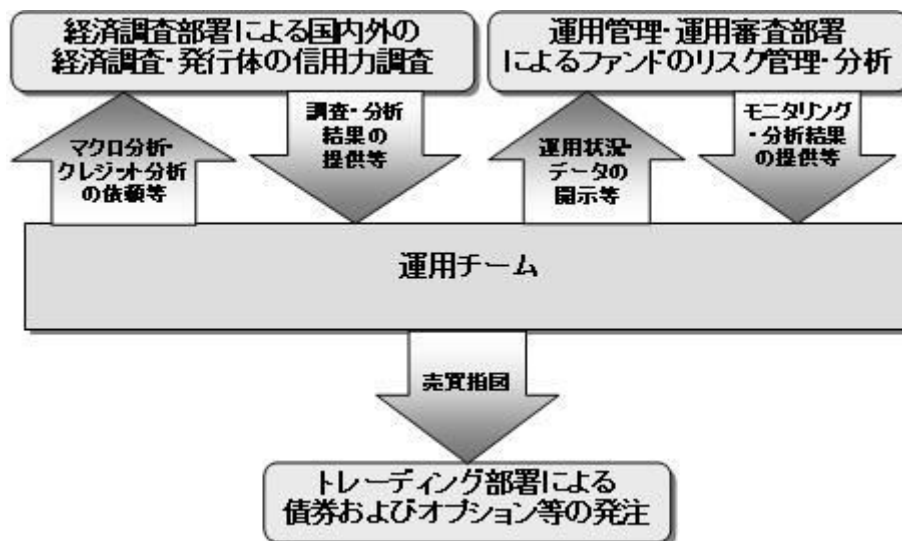 経済調査部署による国内外の
経済調査・発行体の信用力調査
運用管理・運用審査部署
によるファンドのリスク管理・分析
マクロ分析・
クレジット分析
の依頼等
調査・分析
結果の
提供等
運用状況・
データの
開示等
モニタリング
・分析結果
の提供等
運用チーム
売買指図
トレーディング部署による
債券およびオプション等の発注